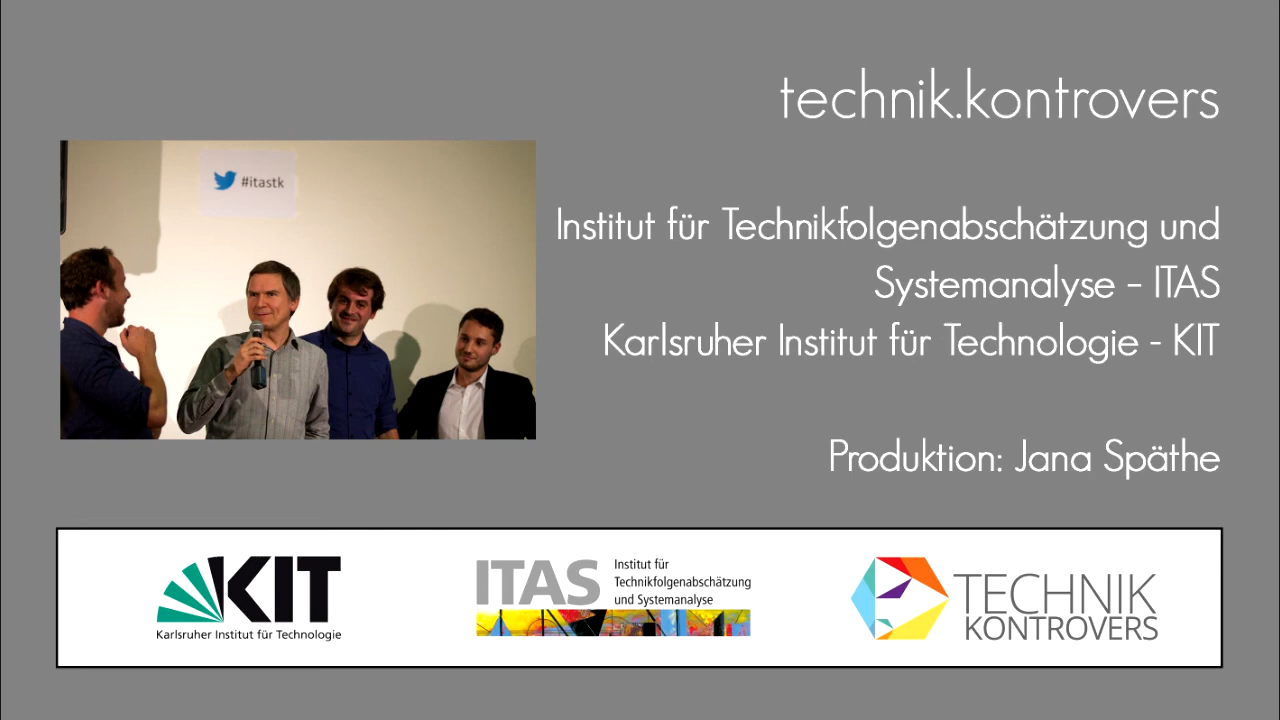 technik.kontrovers
#itastk
Institut für Technikfolgenabschätzung und
Systemanalyse – ITAS
Karlsruher Institut für Technologie - KIT
Produktion: Jana Späthe
KIT
Karlsruher Institut für Technologie
ITAS
Institut für
Technikfolgenabschätzung
und Systemanalyse
TECHNIK
KONTROVERS